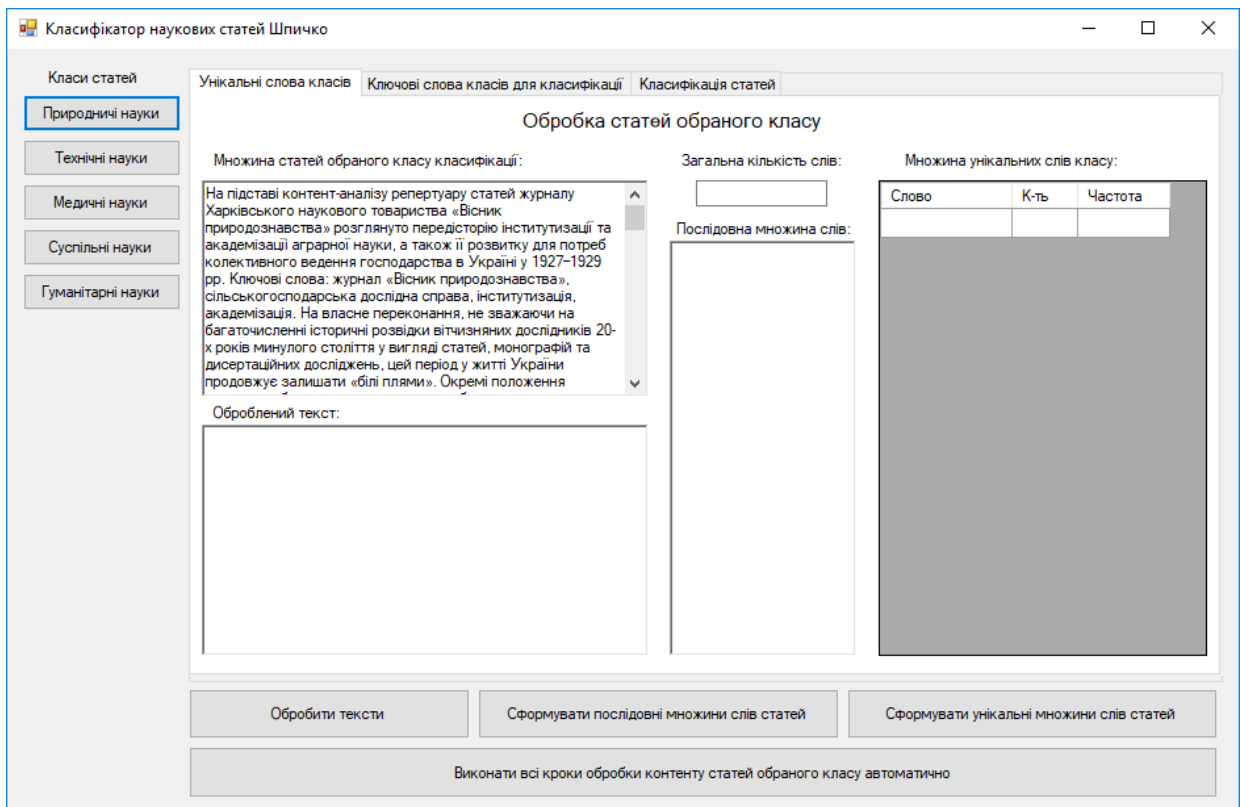 Класифікатор наукових статей Шпичко
Класи статей
Природничі науки
Технічні науки
Медичні науки
Суспільні науки
Гуманітарні науки
Унікальні слова класів
Ключові слова класів для класифікації
Класифікація статей
Обробка статей обраного класу
Множина статей обраного класу класифікації:
На підставі контент-аналізу репертуару статей журналу
Харківського наукового товариства «Вісник
природознавства» розглянуто передісторію інституtизації та
академізації аграрної науки, а також її розвитку для потреб
колективного ведення господарства в Україні у 1927–1929
рр. Ключові слова: журнал «Вісник природознавства»,
сільськогосподарська дослідна справа, інститутизація,
академізація. На власне переконання, не зважаючи на
багаточисленні історичні розвідки вітчизняних дослідників 20-
х років минулого століття у вигляді статей, монографій та
дисертаційних досліджень, цей період у житті України
продовжує залишати «білі плями». Окремі положення
Оброблений текст:
Загальна кількість слів:
Послідовна множина слів:
Множина унікальних слів класу:
Слово К-ть Частота
Обробити тексти
Сформувати послідовні множини слів статей
Сформувати унікальні множини слів статей
Виконати всі кроки обробки контенту статей обраного класу автоматично